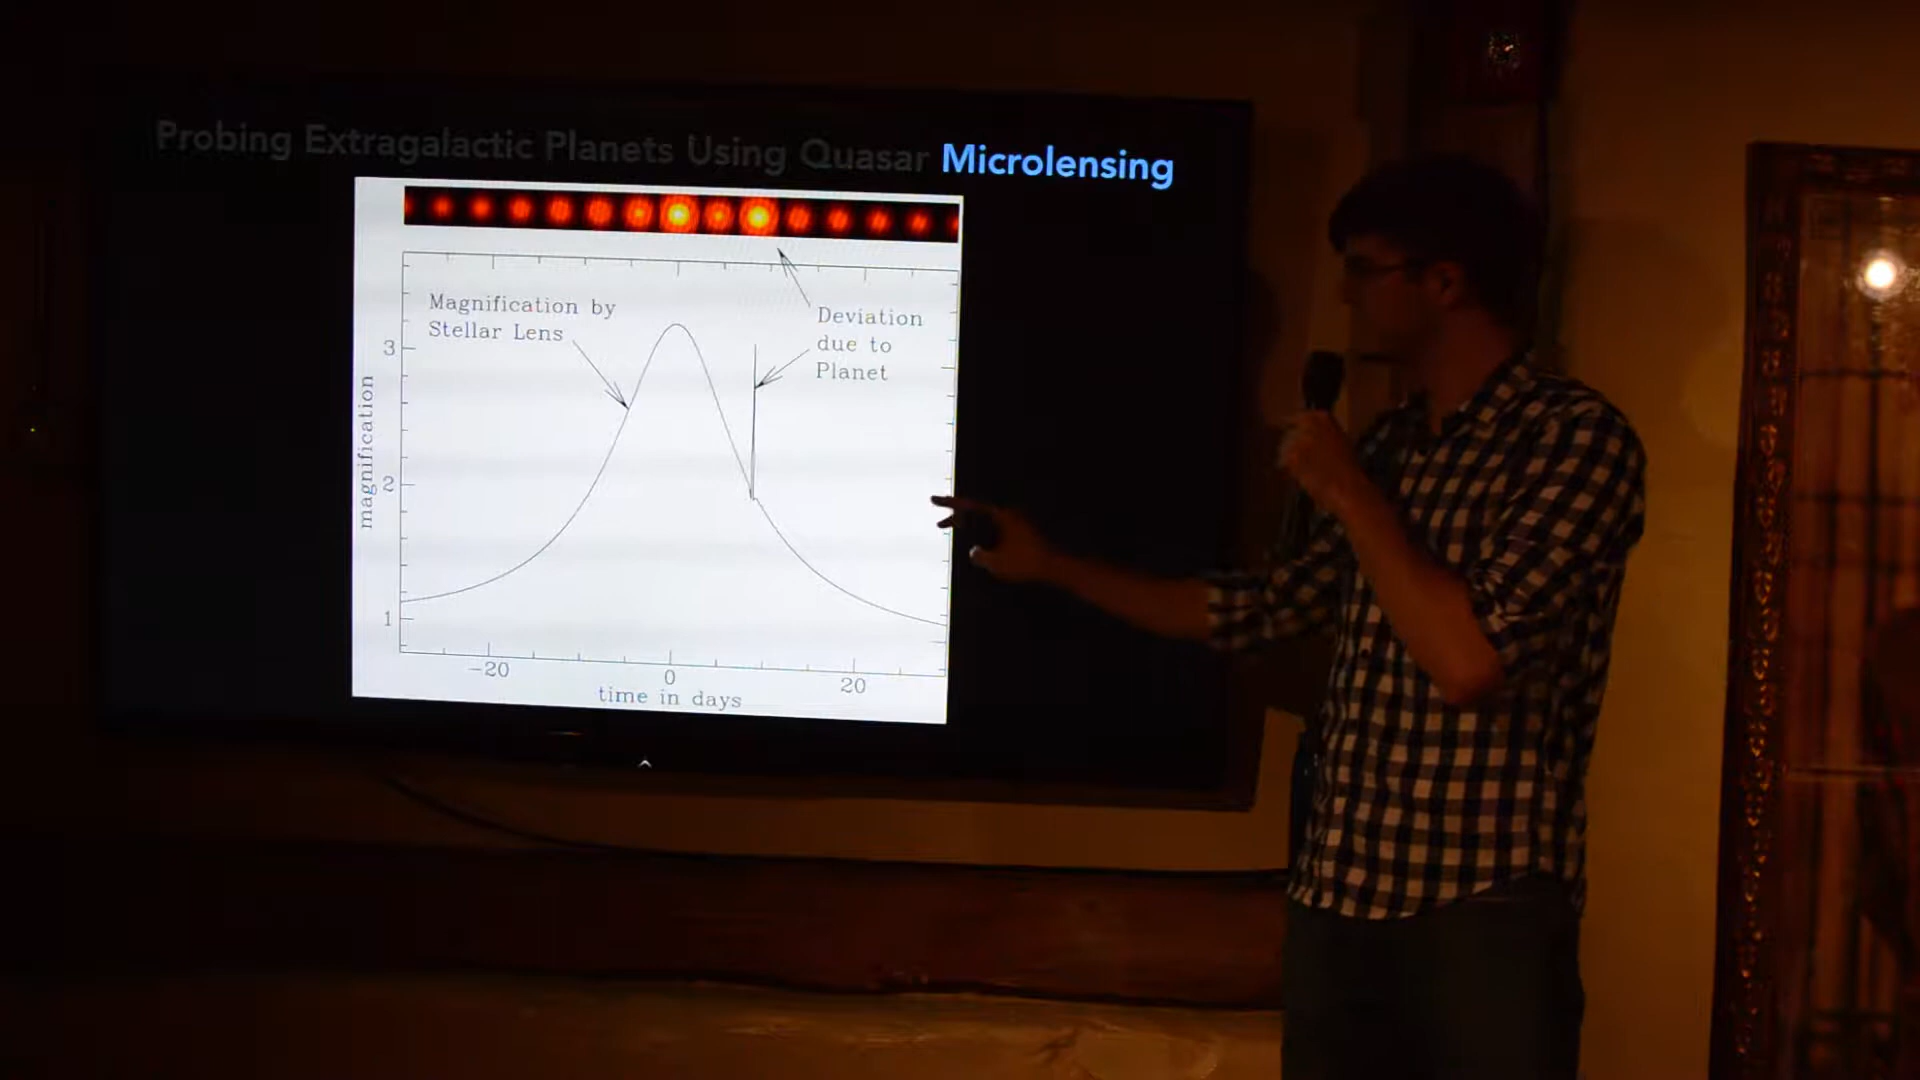 Probing Extragalactic Planets Using Quasar Microlensing
Magnification by
Stellar Lens
Deviation
due to
Planet
magnification
3
2
1
-20
0
20
time in days